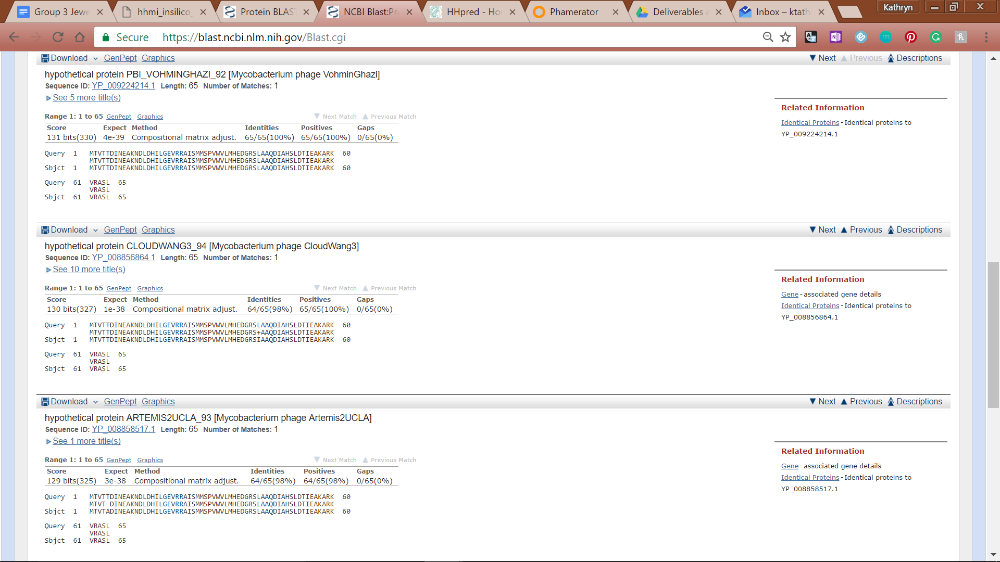 Group 3 Jewe
hhmi_insilico_
Protein BLAST
NCBI Blast:Pro
HHpred - Ho
Phamerator
Deliverables a
Inbox – ktath
Kathryn
Secure https://blast.ncbi.nlm.nih.gov/Blast.cgi
Download GenPept Graphics Next Previous Descriptions
hypothetical protein PBI_VOHMINGHAZI_92 [Mycobacterium phage VohminGhazi]
Sequence ID: YP_009224214.1 Length: 65 Number of Matches: 1
See 5 more title(s)
Range 1: 1 to 65 GenPept Graphics Next Match Previous Match
Score Expect Method Identities Positives Gaps
131 bits(330) 4e-39 Compositional matrix adjust. 65/65(100%) 65/65(100%) 0/65(0%)
Query 1 MTVTTDINEAKNDLDHILGEVRRAISMMSPVWVLMHEDGRSLAAQDIAHSLDTIEAKARK 60
MTVTTDINEAKNDLDHILGEVRRAISMMSPVWVLMHEDGRSLAAQDIAHSLDTIEAKARK
Sbjct 1 MTVTTDINEAKNDLDHILGEVRRAISMMSPVWVLMHEDGRSLAAQDIAHSLDTIEAKARK 60
Query 61 VRASL 65
VRASL
Sbjct 61 VRASL 65
Related Information
Identical Proteins - Identical proteins to
YP_009224214.1
Download GenPept Graphics Next Previous Descriptions
hypothetical protein CLOUDWANG3_94 [Mycobacterium phage CloudWang3]
Sequence ID: YP_008856864.1 Length: 65 Number of Matches: 1
See 10 more title(s)
Range 1: 1 to 65 GenPept Graphics Next Match Previous Match
Score Expect Method Identities Positives Gaps
130 bits(327) 1e-38 Compositional matrix adjust. 64/65(98%) 65/65(100%) 0/65(0%)
Query 1 MTVTTDINEAKNDLDHILGEVRRAISMMSPVWVLMHEDGRSLAAQDIAHSLDTIEAKARK 60
MTVTTDINEAKNDLDHILGEVRRAISMMSPVWVLMHEDGRS+AAQDIAHSLDTIEAKARK
Sbjct 1 MTVTTDINEAKNDLDHILGEVRRAISMMSPVWVLMHEDGRSIAAQDIAHSLDTIEAKARK 60
Query 61 VRASL 65
VRASL
Sbjct 61 VRASL 65
Related Information
Gene - associated gene details
Identical Proteins - Identical proteins to
YP_008856864.1
Download GenPept Graphics Next Previous Descriptions
hypothetical protein ARTEMIS2UCLA_93 [Mycobacterium phage Artemis2UCLA]
Sequence ID: YP_008858517.1 Length: 65 Number of Matches: 1
See 1 more title(s)
Range 1: 1 to 65 GenPept Graphics Next Match Previous Match
Score Expect Method Identities Positives Gaps
129 bits(325) 3e-38 Compositional matrix adjust. 64/65(98%) 64/65(98%) 0/65(0%)
Query 1 MTVTTDINEAKNDLDHILGEVRRAISMMSPVWVLMHEDGRSLAAQDIAHSLDTIEAKARK 60
MTVT DINEAKNDLDHILGEVRRAISMMSPVWVLMHEDGRSLAAQDIAHSLDTIEAKARK
Sbjct 1 MTVTADINEAKNDLDHILGEVRRAISMMSPVWVLMHEDGRSLAAQDIAHSLDTIEAKARK 60
Query 61 VRASL 65
VRASL
Sbjct 61 VRASL 65
Related Information
Gene - associated gene details
Identical Proteins - Identical proteins to
YP_008858517.1